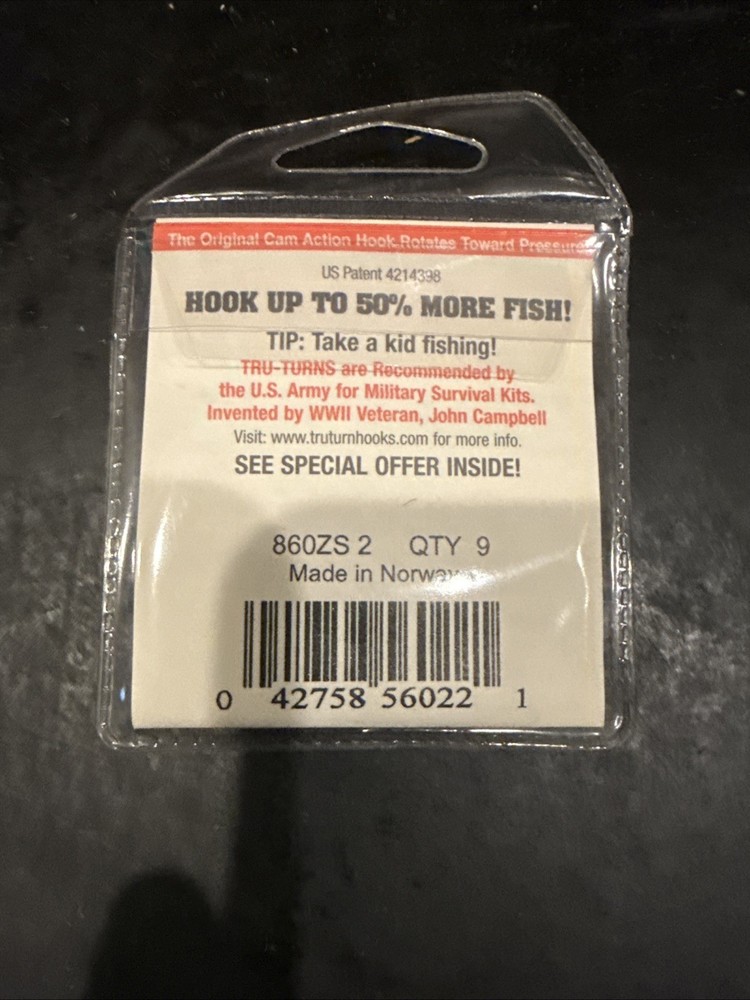 The Original Cam Action Hook Rotates Toward Pressure
US Patent 4214398
HOOK UP TO 50% MORE FISH!
TIP: Take a kid fishing!
TRU-TURNS are Recommended by
the U.S. Army for Military Survival Kits.
Invented by WWII Veteran, John Campbell
Visit: www.truturnhooks.com for more info.
SEE SPECIAL OFFER INSIDE!
860ZS 2 QTY 9
Made in Norway
0 42758 56022 1